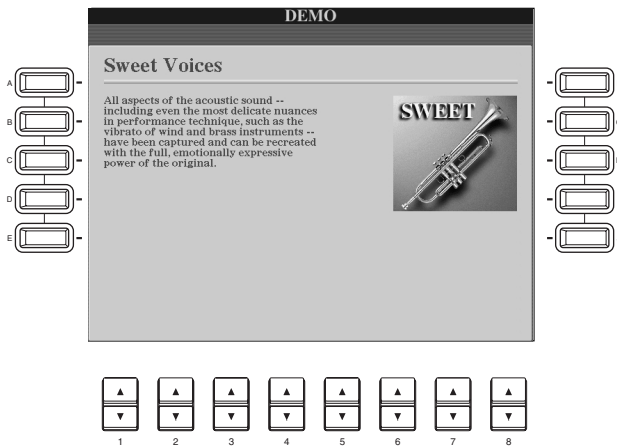 DEMO
Sweet Voices
All aspects of the acoustic sound --
including even the most delicate nuances
in performance technique, such as the
vibrato of wind and brass instruments --
have been captured and can be recreated
with the full, emotionally expressive
power of the original.
SWEET
A
B
C
D
E
1 2 3 4 5 6 7 8